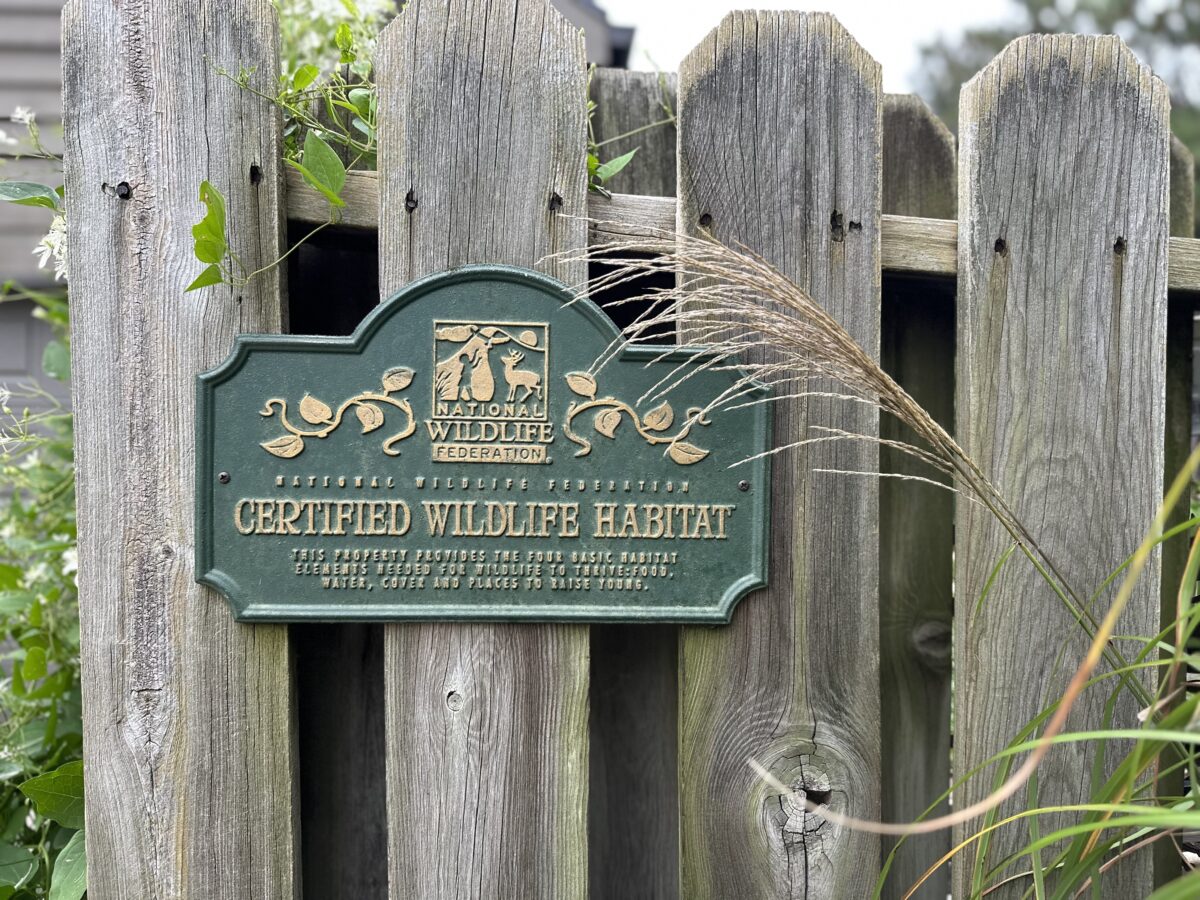 NATIONAL
WILDLIFE
FEDERATION
NATIONAL WILDLIFE FEDERATION
CERTIFIED WILDLIFE HABITAT™
THIS PROPERTY PROVIDES THE FOUR BASIC HABITAT
ELEMENTS NEEDED FOR WILDLIFE TO THRIVE: FOOD,
WATER, COVER AND PLACES TO RAISE YOUNG.